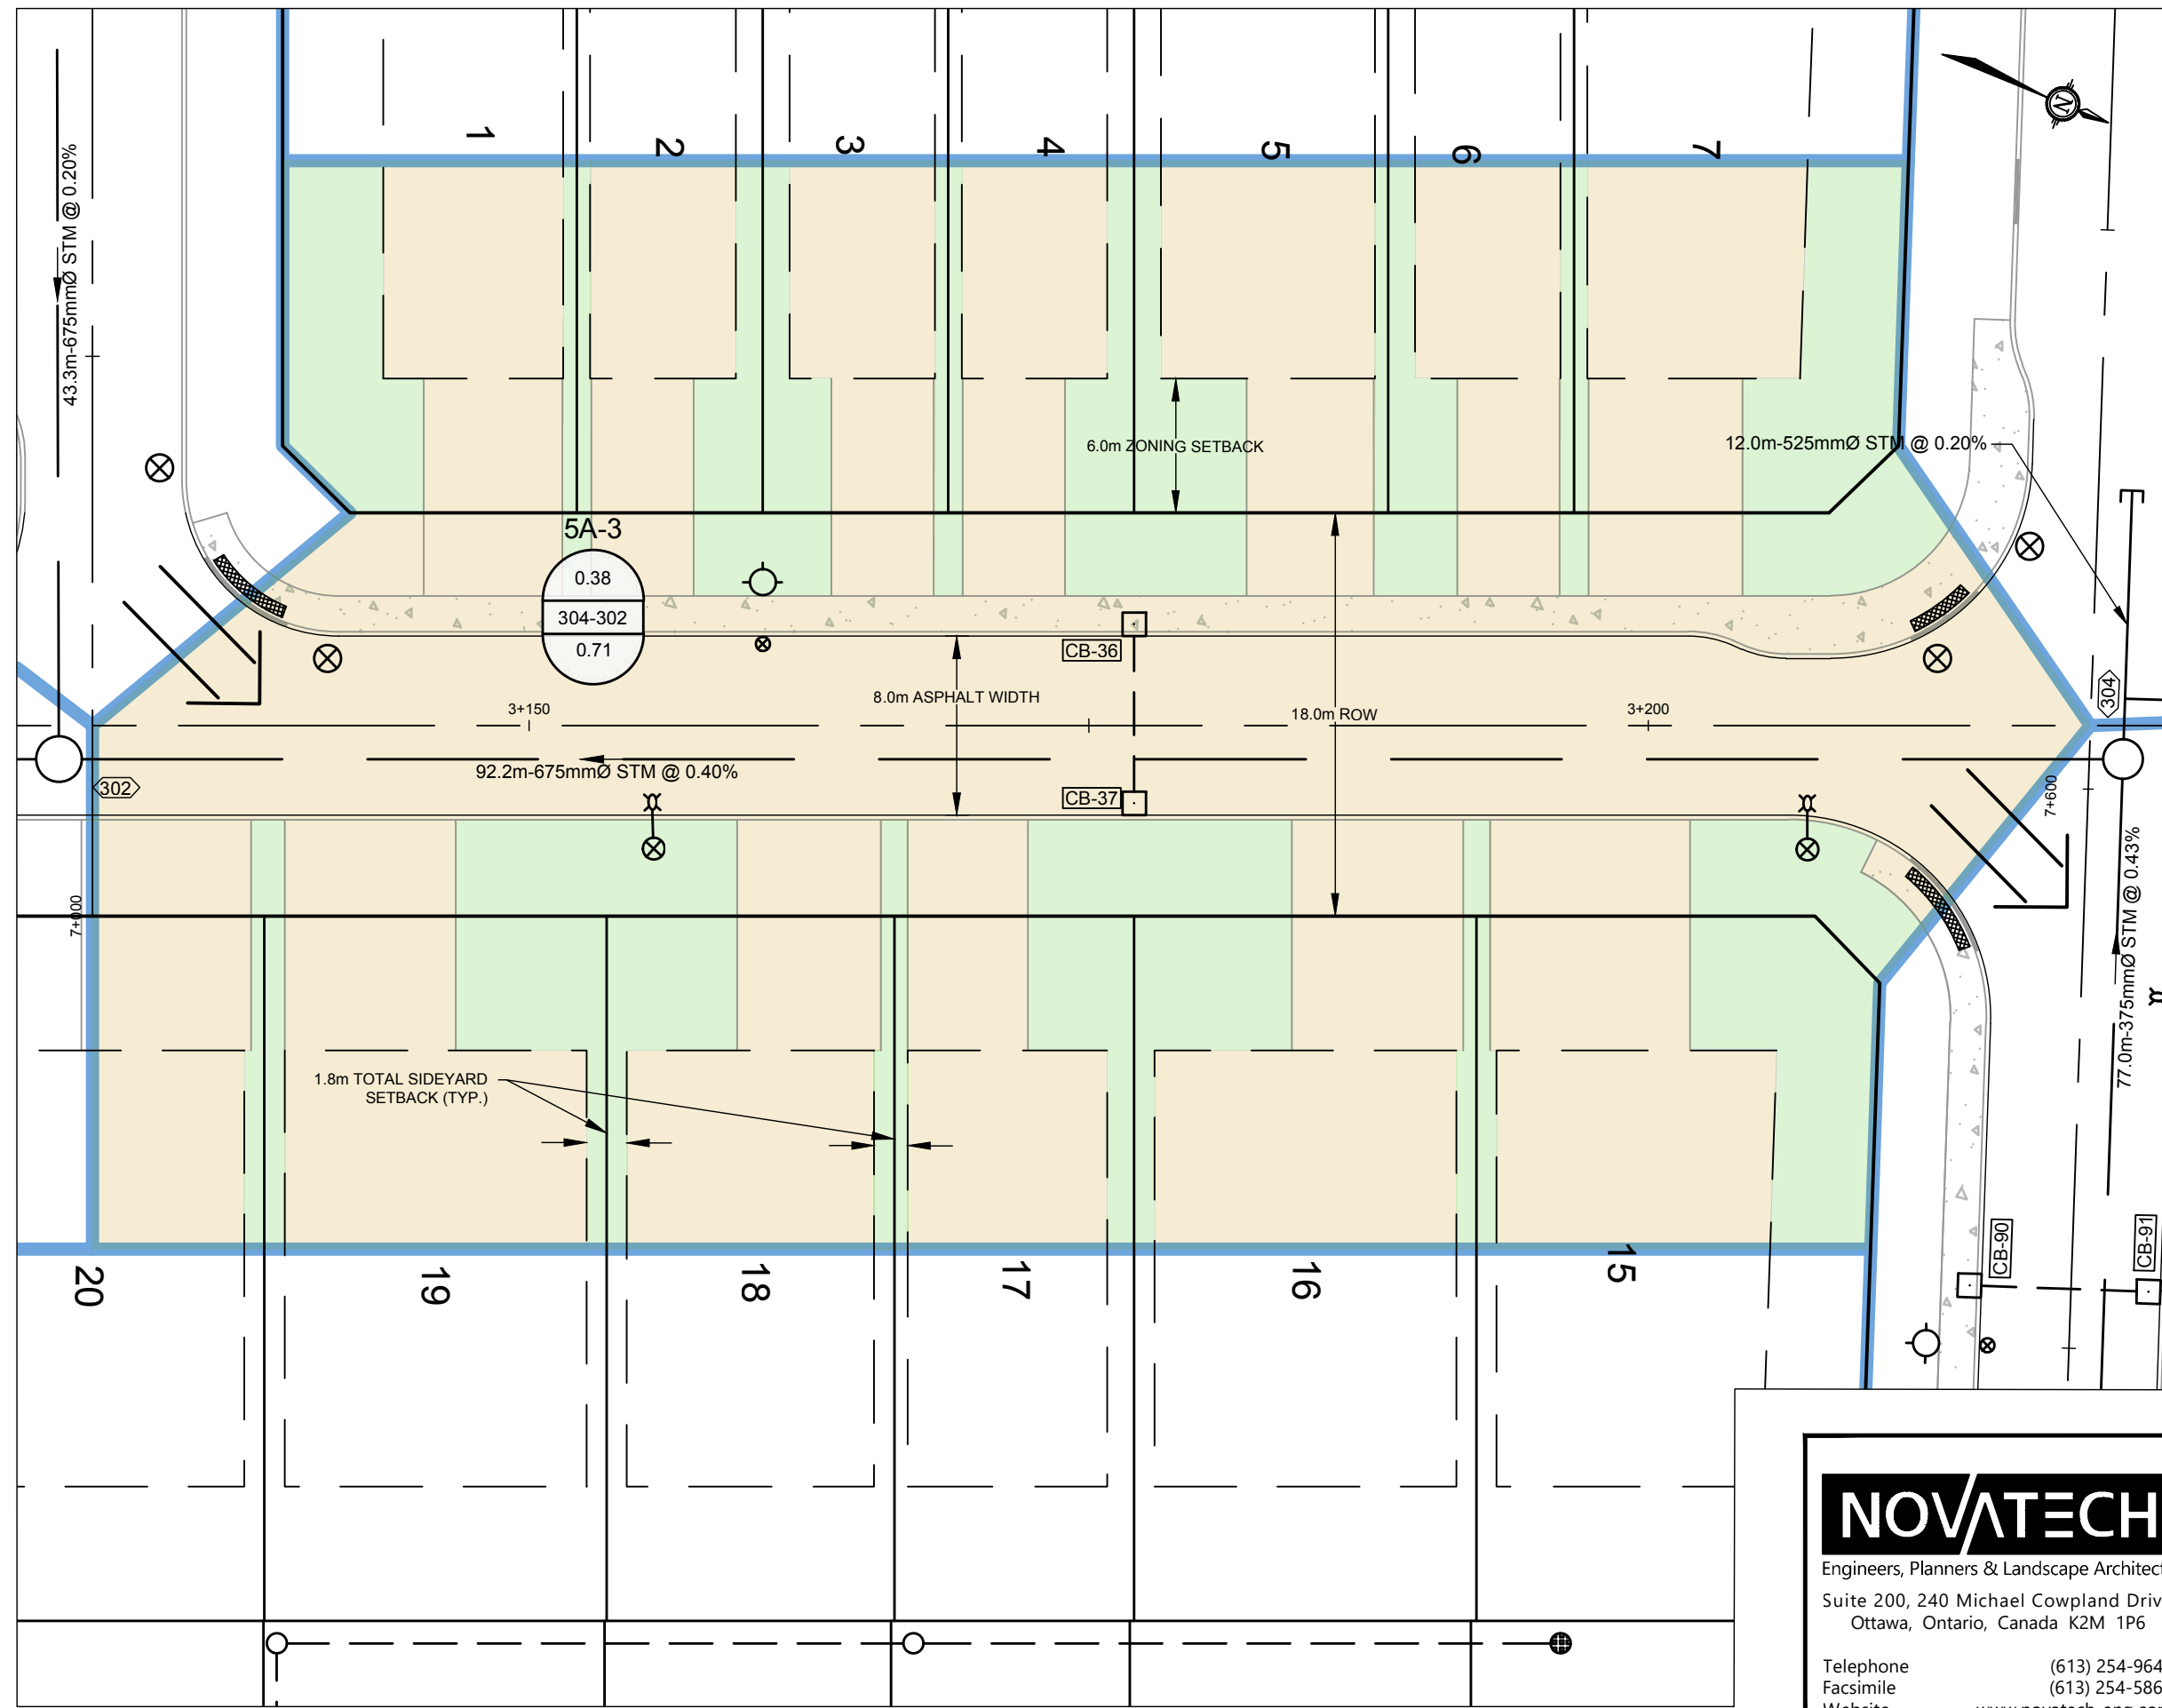 1
2
3
4
5
6
7
N
43.3m-675mmØ STM @ 0.20%
6.0m ZONING SETBACK
12.0m-525mmØ STM @ 0.20%
5A-3
0.38
304-302
0.71
CB-36
8.0m ASPHALT WIDTH
18.0m ROW
3+150
3+200
304
92.2m-675mmØ STM @ 0.40%
302
CB-37
7+600
7+000
77.0m-375mmØ STM @ 0.43%
1.8m TOTAL SIDEYARD
SETBACK (TYP.)
CB-90
CB-91
20
19
18
17
16
15
NOVATECH
Engineers, Planners & Landscape Architect
Suite 200, 240 Michael Cowpland Driv
Ottawa, Ontario, Canada K2M 1P6
Telephone (613) 254-964
Facsimile (613) 254-586
Website www.novatech-eng.com